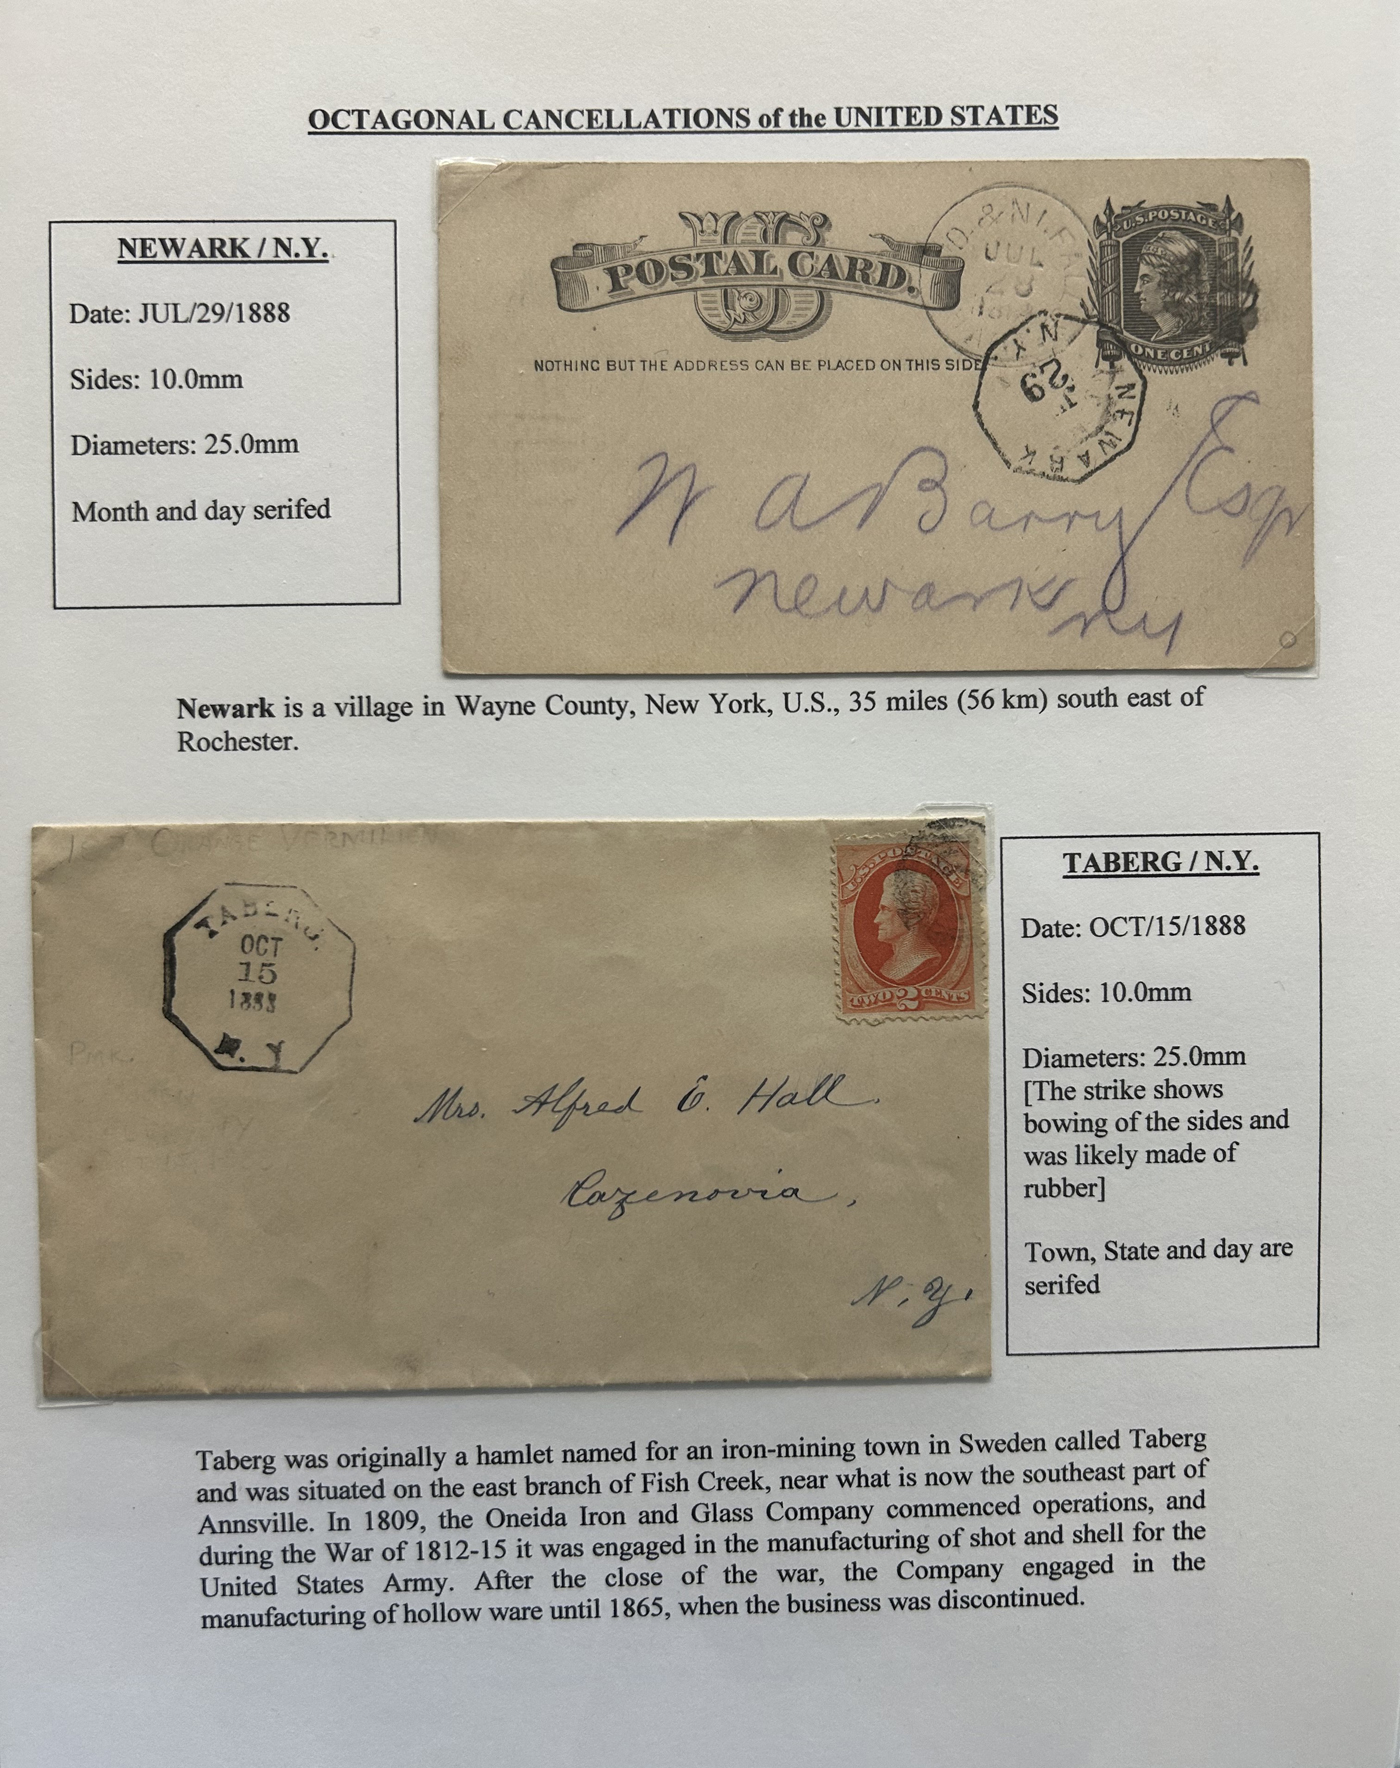 OCTAGONAL CANCELLATIONS of the UNITED STATES
NEWARK / N.Y.
Date: JUL/29/1888
Sides: 10.0mm
Diameters: 25.0mm
Month and day serifed
U.S. POSTAGE
US
POSTAL CARD.
JUL
ONE CENT
NOTHING BUT THE ADDRESS CAN BE PLACED ON THIS SIDE
NEWARK
N.Y.
29
W A Barry Esq
Newark
NY
Newark is a village in Wayne County, New York, U.S., 35 miles (56 km) south east of
Rochester.
ORANGE VERMILION
TABERG.
OCT
15
1888
N. Y
TWO 2 CENTS
PMK.
Mrs. Alfred E. Hall.
Cazenovia,
N. Y.
TABERG / N.Y.
Date: OCT/15/1888
Sides: 10.0mm
Diameters: 25.0mm
[The strike shows
bowing of the sides and
was likely made of
rubber]
Town, State and day are
serifed
Taberg was originally a hamlet named for an iron-mining town in Sweden called Taberg
and was situated on the east branch of Fish Creek, near what is now the southeast part of
Annsville. In 1809, the Oneida Iron and Glass Company commenced operations, and
during the War of 1812-15 it was engaged in the manufacturing of shot and shell for the
United States Army. After the close of the war, the Company engaged in the
manufacturing of hollow ware until 1865, when the business was discontinued.